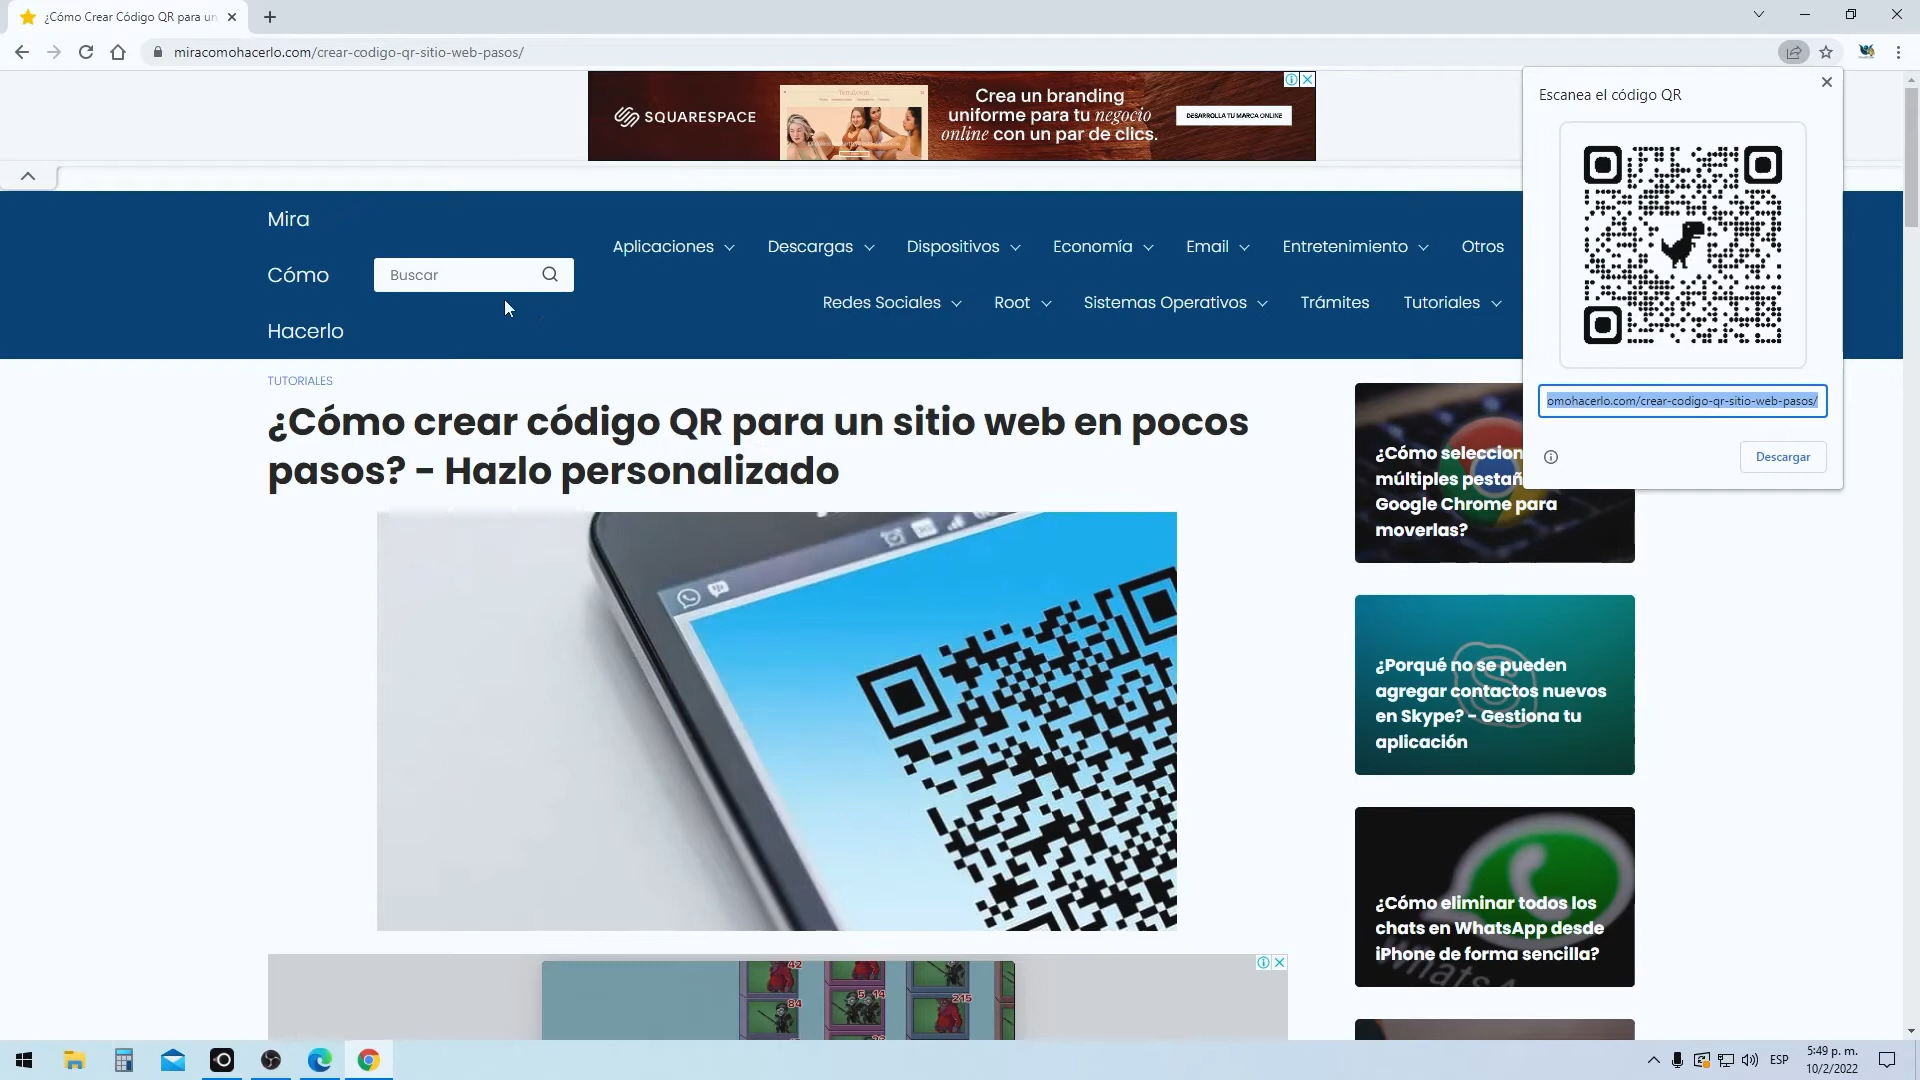 ¿Cómo Crear Código QR para un
miracomohacerlo.com/crear-codigo-qr-sitio-web-pasos/
SQUARESPACE
Crea un branding
uniforme para tu negocio
online con un par de clics.
DESARROLLA TU MARCA ONLINE
Escanea el código QR
omohacerlo.com/crear-codigo-qr-sitio-web-pasos/
Descargar
Mira
Cómo
Hacerlo
Buscar
Aplicaciones
Descargas
Dispositivos
Economía
Email
Entretenimiento
Otros
Redes Sociales
Root
Sistemas Operativos
Trámites
Tutoriales
TUTORIALES
¿Cómo crear código QR para un sitio web en pocos
pasos? - Hazlo personalizado
¿Cómo seleccion
múltiples pestañ
Google Chrome para
moverlas?
¿Porqué no se pueden
agregar contactos nuevos
en Skype? - Gestiona tu
aplicación
¿Cómo eliminar todos los
chats en WhatsApp desde
iPhone de forma sencilla?
42
84
5 14
215
ESP
5:49 p. m.
10/2/2022